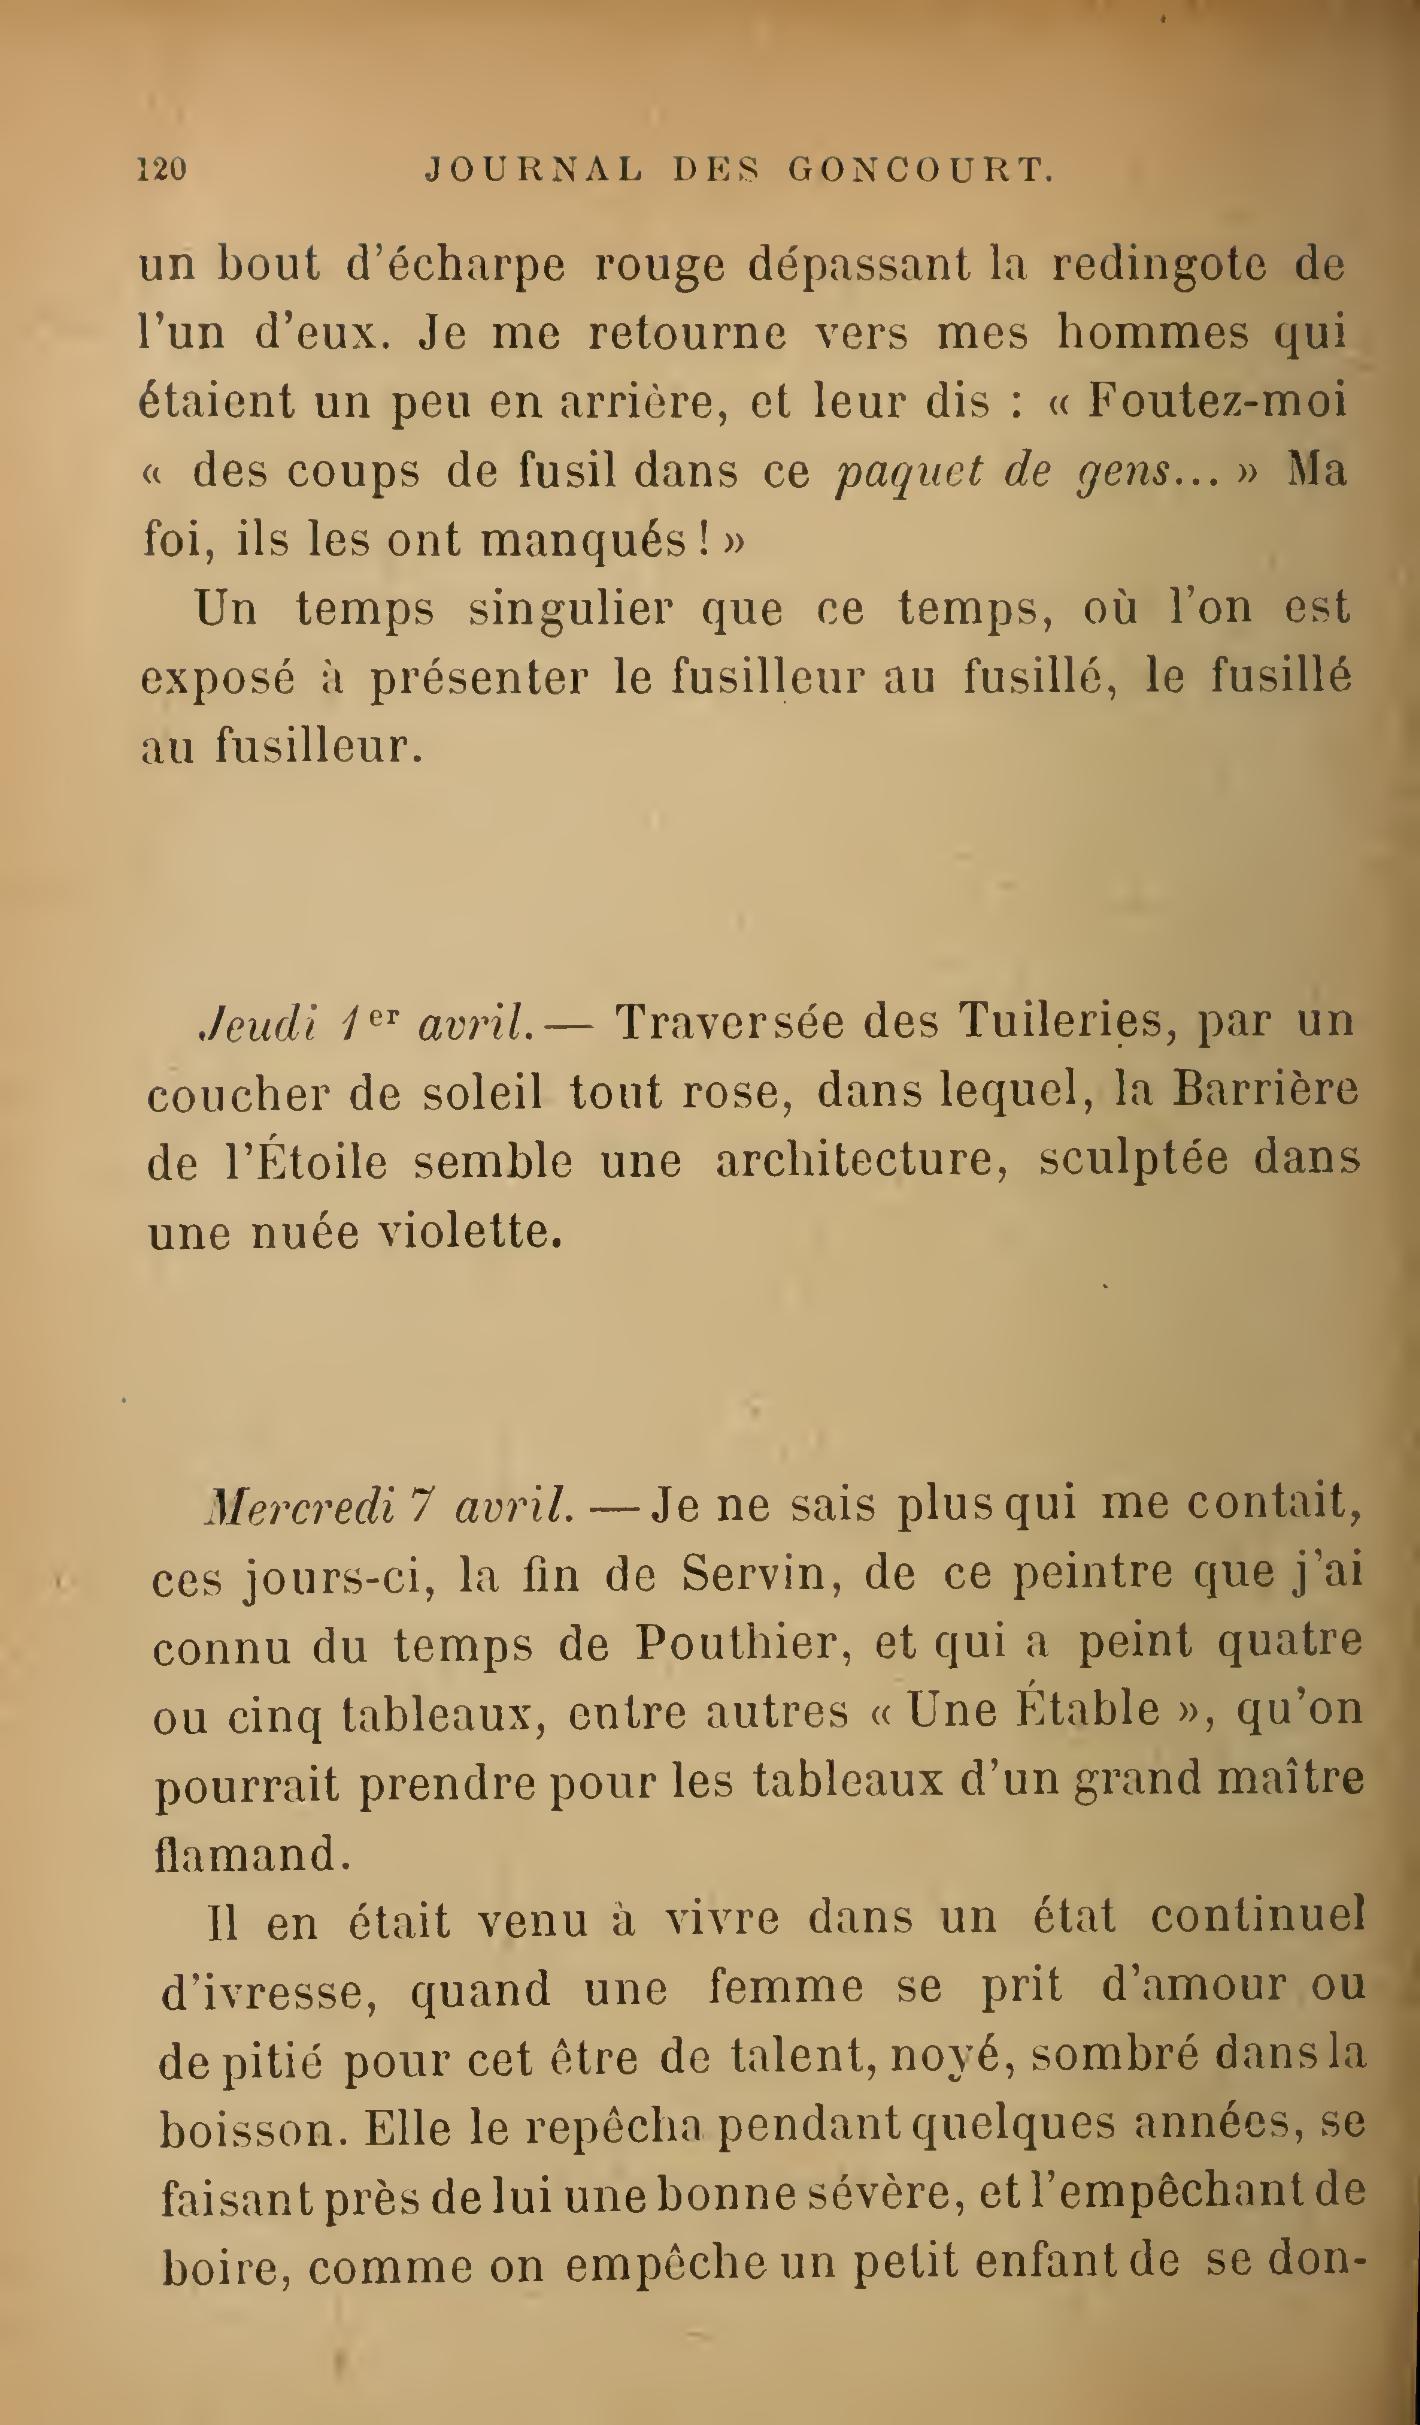 120 JOURNAL DES GONCOURT.
un bout d'écharpe rouge dépassant la redingote de
l'un d'eux. Je me retourne vers mes hommes qui
étaient un peu en arrière, et leur dis : « Foutez-moi
« des coups de fusil dans ce paquet de gens... » Ma
foi, ils les ont manqués ! »
Un temps singulier que ce temps, où l'on est
exposé à présenter le fusilleur au fusillé, le fusillé
au fusilleur.
Jeudi 1er avril. — Traversée des Tuileries, par un
coucher de soleil tout rose, dans lequel, la Barrière
de l'Étoile semble une architecture, sculptée dans
une nuée violette.
Mercredi 7 avril. — Je ne sais plus qui me contait,
ces jours-ci, la fin de Servin, de ce peintre que j'ai
connu du temps de Pouthier, et qui a peint quatre
ou cinq tableaux, entre autres « Une Étable », qu'on
pourrait prendre pour les tableaux d'un grand maître
flamand.
Il en était venu à vivre dans un état continuel
d'ivresse, quand une femme se prit d'amour ou
de pitié pour cet être de talent, noyé, sombré dans la
boisson. Elle le repêcha pendant quelques années, se
faisant près de lui une bonne sévère, et l'empêchant de
boire, comme on empêche un petit enfant de se don-